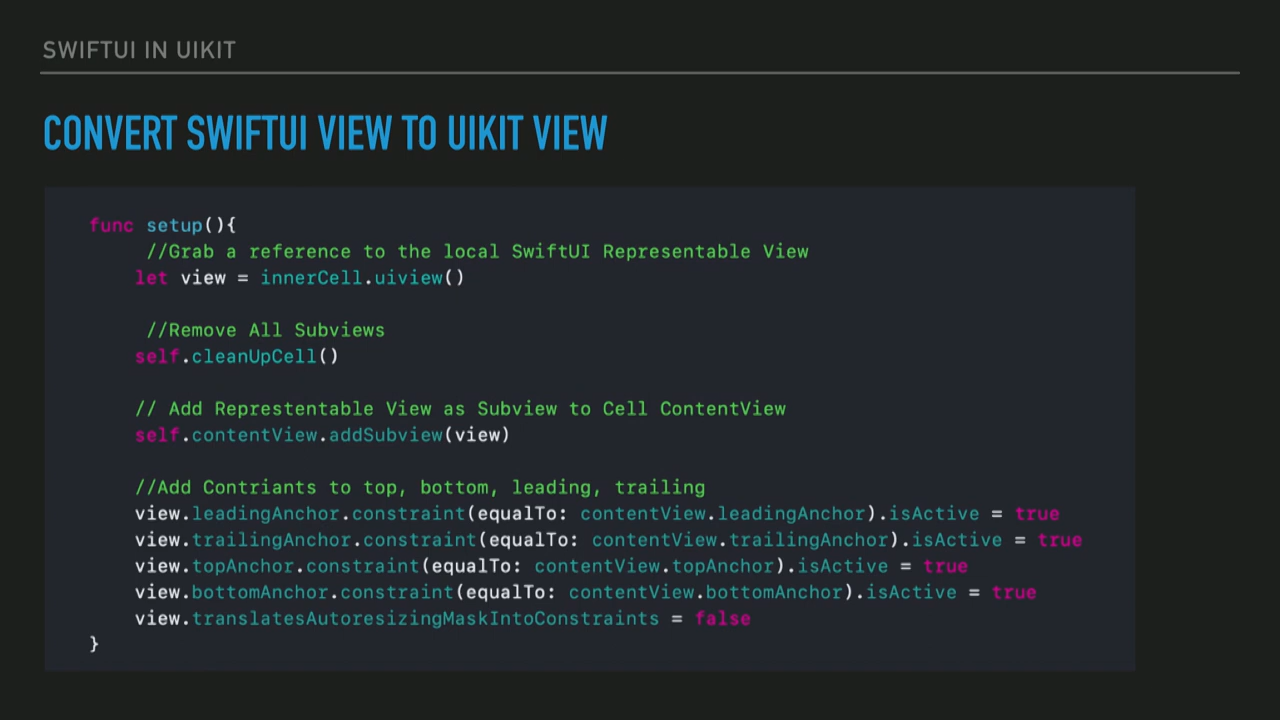 SWIFTUI IN UIKIT
CONVERT SWIFTUI VIEW TO UIKIT VIEW
func setup(){
//Grab a reference to the local SwiftUI Representable View
let view = innerCell.uiview()
//Remove All Subviews
self.cleanUpCell()
// Add Represtentable View as Subview to Cell ContentView
self.contentView.addSubview(view)
//Add Contriants to top, bottom, leading, trailing
view.leadingAnchor.constraint(equalTo: contentView.leadingAnchor).isActive = true
view.trailingAnchor.constraint(equalTo: contentView.trailingAnchor).isActive = true
view.topAnchor.constraint(equalTo: contentView.topAnchor).isActive = true
view.bottomAnchor.constraint(equalTo: contentView.bottomAnchor).isActive = true
view.translatesAutoresizingMaskIntoConstraints = false
}